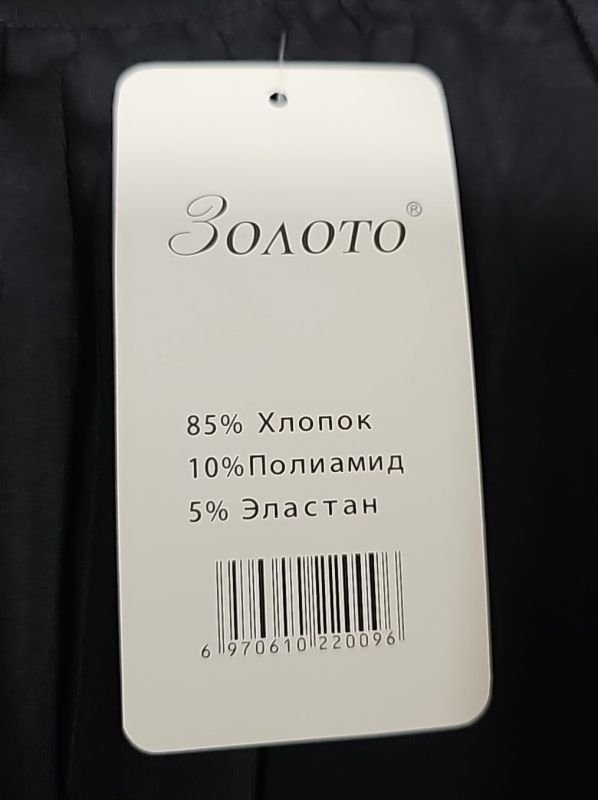 Золото®
85% Хлопок
10%Полиамид
5% Эластан
6 970610 220096